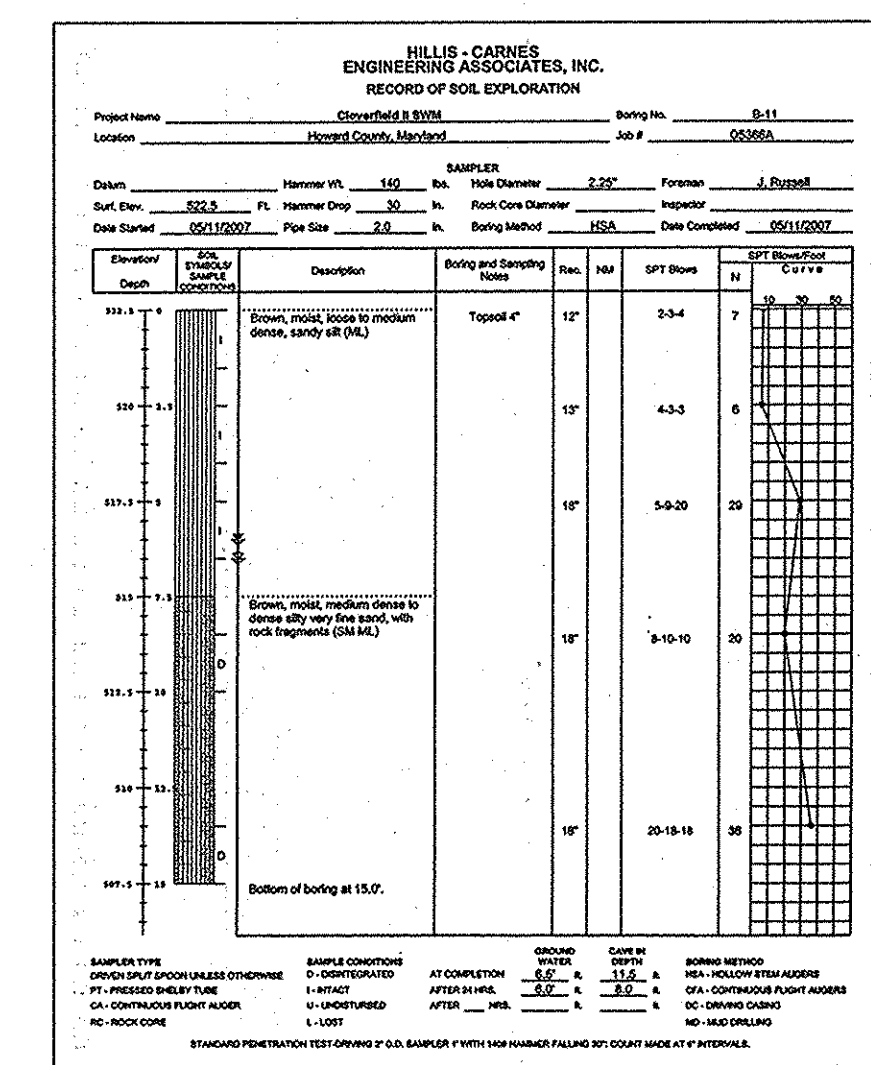 HILLIS - CARNES
ENGINEERING ASSOCIATES, INC.
RECORD OF SOIL EXPLORATION
Project Name Cloverfield II SWM Boring No. B-11
Location Howard County, Maryland Job # 05366A
SAMPLER
Datum Hammer Wt. 140 lbs. Hole Diameter 2.25" Foreman J. Russell
Surf. Elev. 522.5 Ft. Hammer Drop 30 in. Rock Core Diameter Inspector
Date Started 05/11/2007 Pipe Size 2.0 in. Boring Method HSA Date Completed 05/11/2007
Elevation/ Depth SOIL SYMBOLS/ SAMPLE CONDITIONS Description Boring and Sampling Notes Rec. NM SPT Blows SPT Blows/Foot N Curve
10 30 50
522.5 0 Brown, moist, loose to medium Topsoil 4" 12" 2-3-4 7
dense, sandy silt (ML)
I
520 2.5 13" 4-3-3 6
I
517.5 5 18" 5-9-20 29
I
515 7.5
Brown, moist, medium dense to
dense silty very fine sand, with
rock fragments (SM ML)
18" 8-10-10 20
D
512.5 10
510 12.
18" 20-18-18 36
D
507.5 15 Bottom of boring at 15.0'.
SAMPLER TYPE SAMPLE CONDITIONS GROUND WATER CAVE IN DEPTH BORING METHOD
DRIVEN SPLIT SPOON UNLESS OTHERWISE D - DISINTEGRATED AT COMPLETION 6.5' ft. 11.5 ft. HSA - HOLLOW STEM AUGERS
PT - PRESSED SHELBY TUBE I - INTACT AFTER 24 HRS. 6.0' ft. 8.0 ft. CFA - CONTINUOUS FLIGHT AUGERS
CA - CONTINUOUS FLIGHT AUGER U - UNDISTURBED AFTER HRS. ft. ft. DC - DRIVING CASING
RC - ROCK CORE L - LOST MD - MUD DRILLING
STANDARD PENETRATION TEST-DRIVING 2" O.D. SAMPLER 1' WITH 140# HAMMER FALLING 30": COUNT MADE AT 6" INTERVALS.